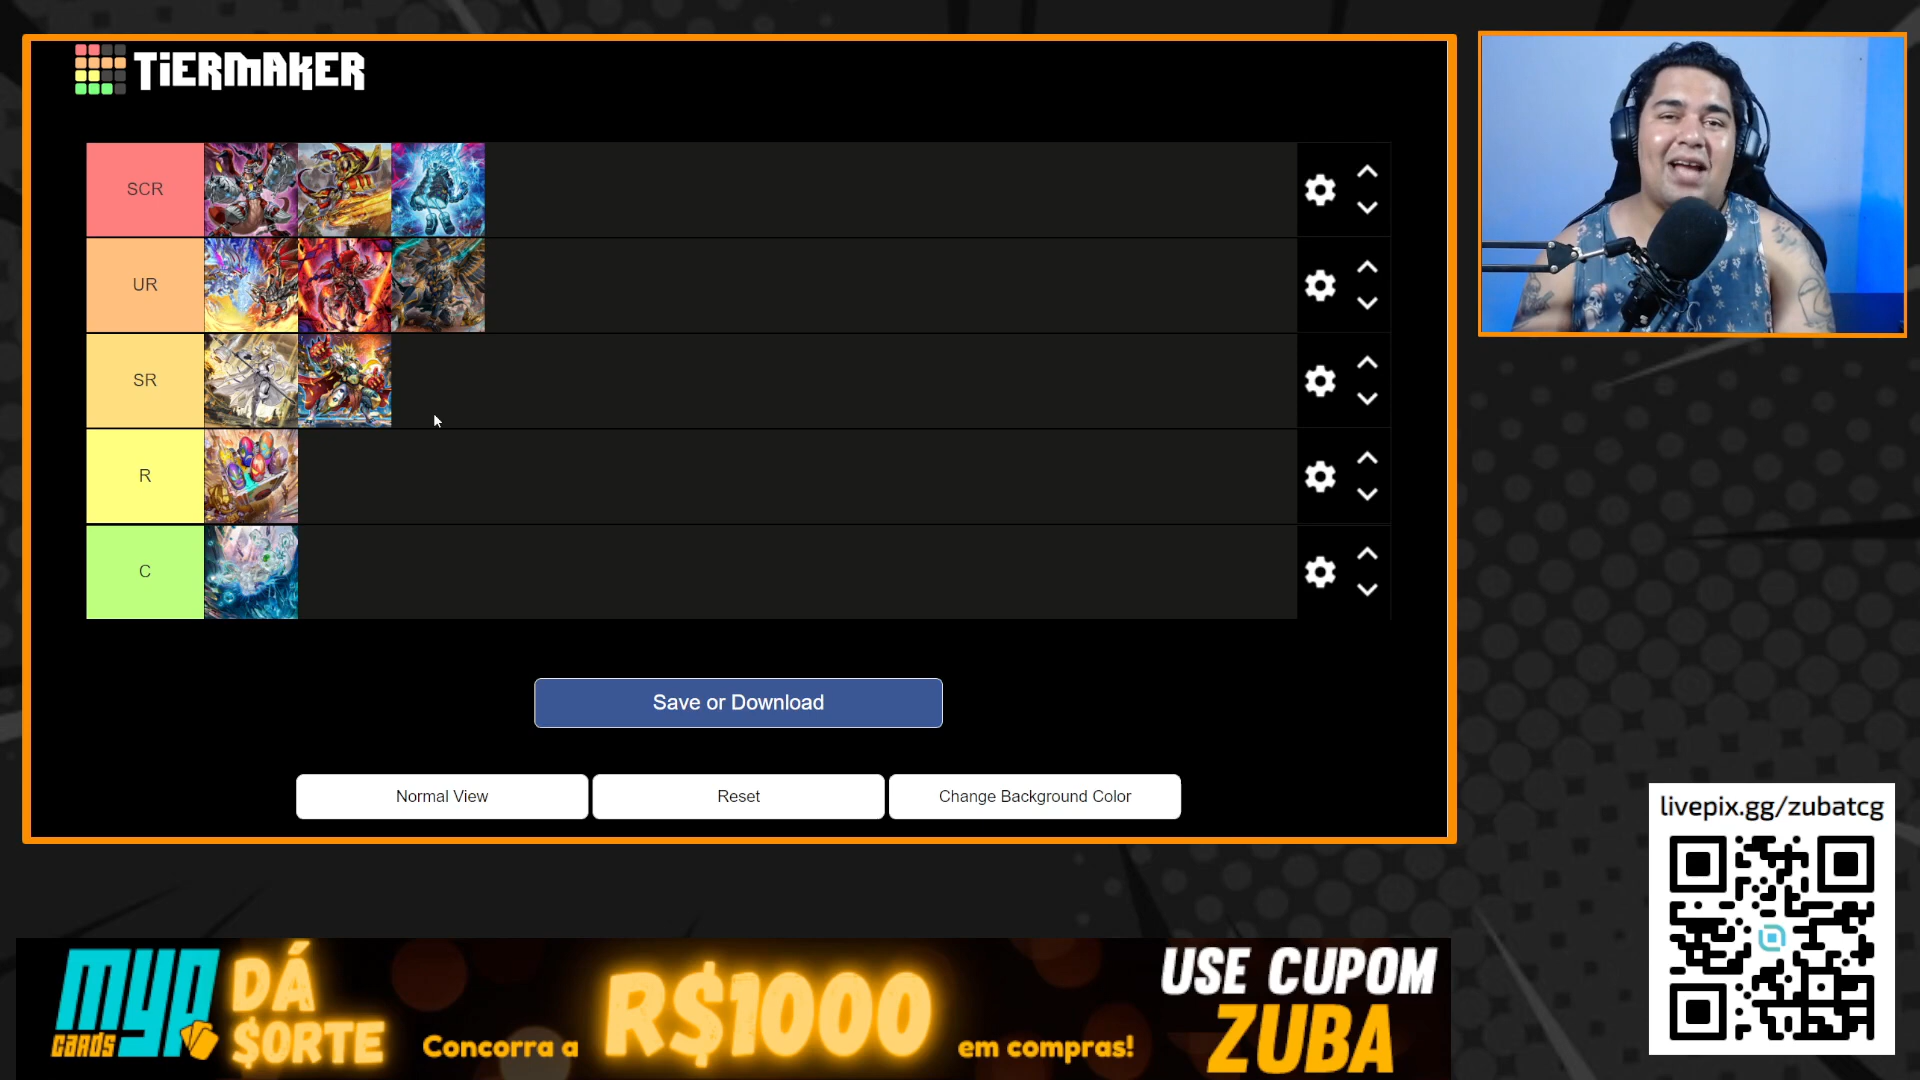 TiERMAKER
SCR
UR
SR
R
C
Save or Download
Normal View
Reset
Change Background Color
livepix.gg/zubatcg
myp
cards
DÁ
$ORTE
Concorra a
R$1000
em compras!
USE CUPOM
ZUBA